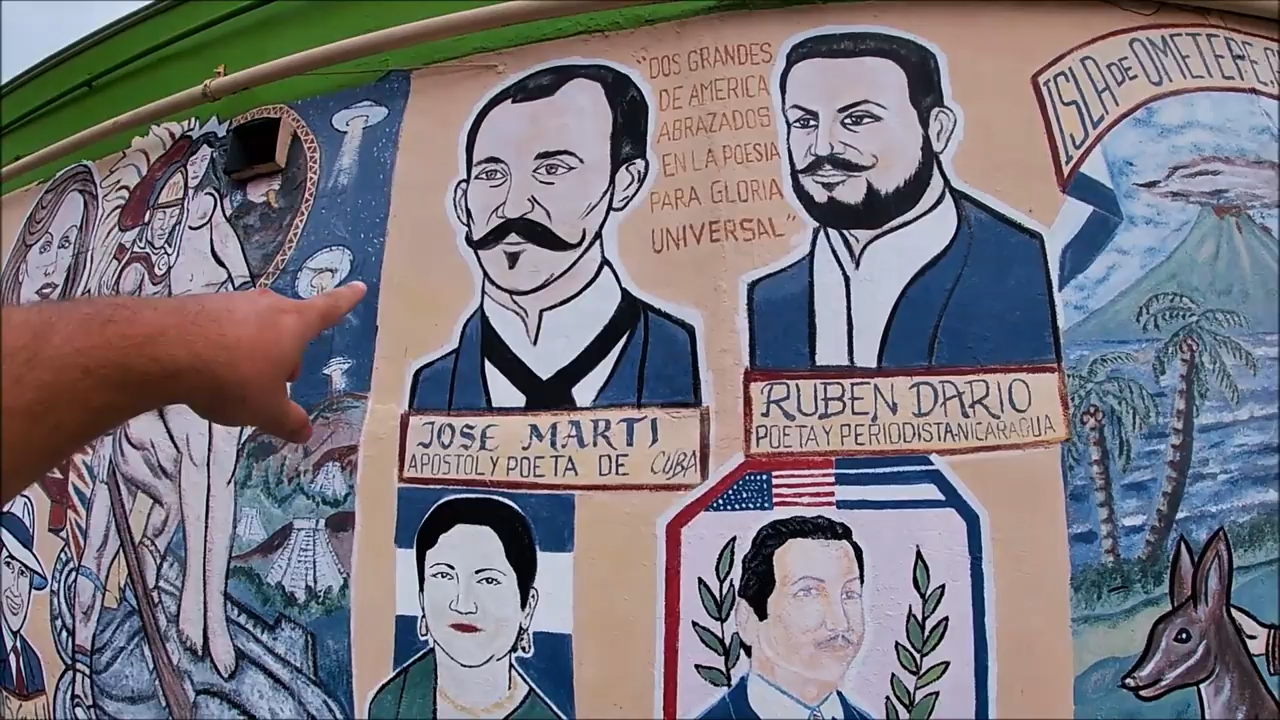 "DOS GRANDES
DE AMERICA
ABRAZADOS
EN LA POESIA
PARA GLORIA
UNIVERSAL"
ISLA DE OMETEPE
JOSE MARTI
APOSTOL Y POETA DE CUBA
RUBEN DARIO
POETA Y PERIODISTA NICARAGUA